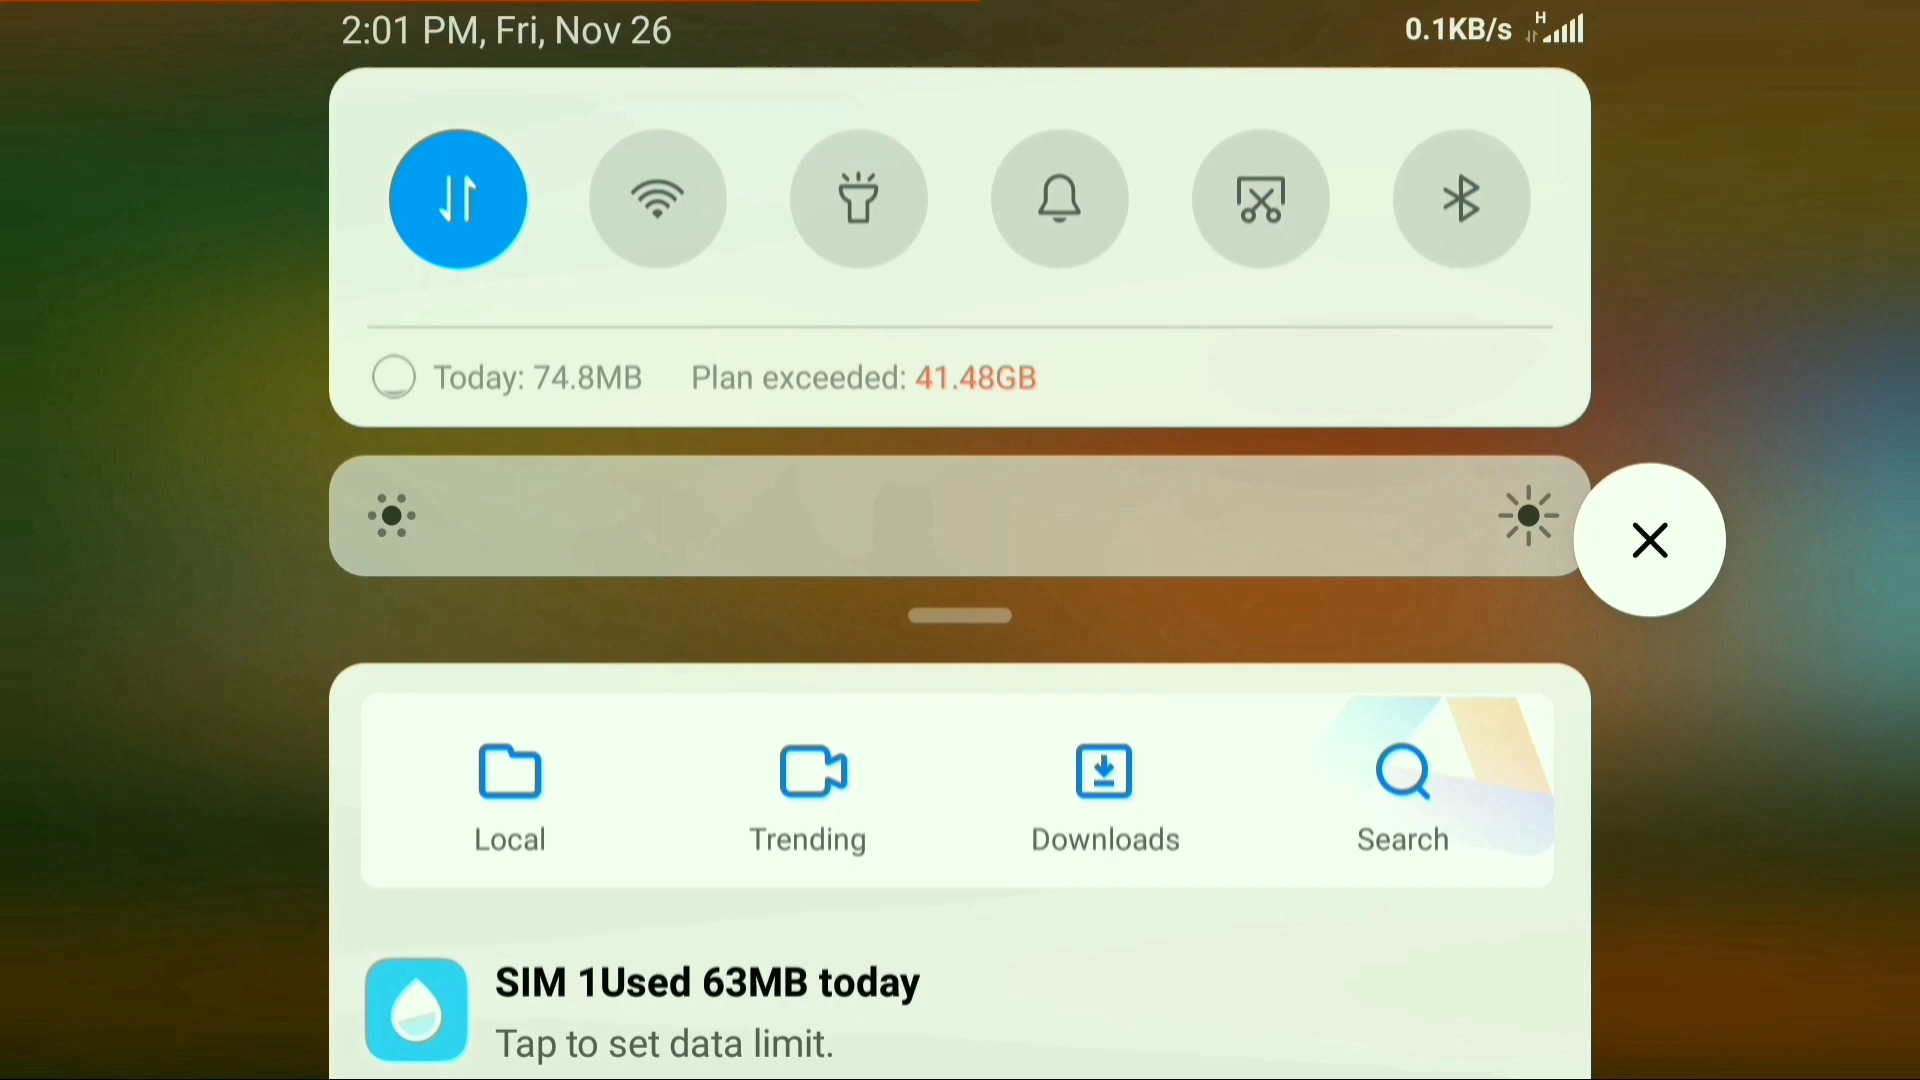 2:01 PM, Fri, Nov 26
0.1KB/s H
Today: 74.8MB Plan exceeded: 41.48GB
Local Trending Downloads Search
SIM 1Used 63MB today
Tap to set data limit.